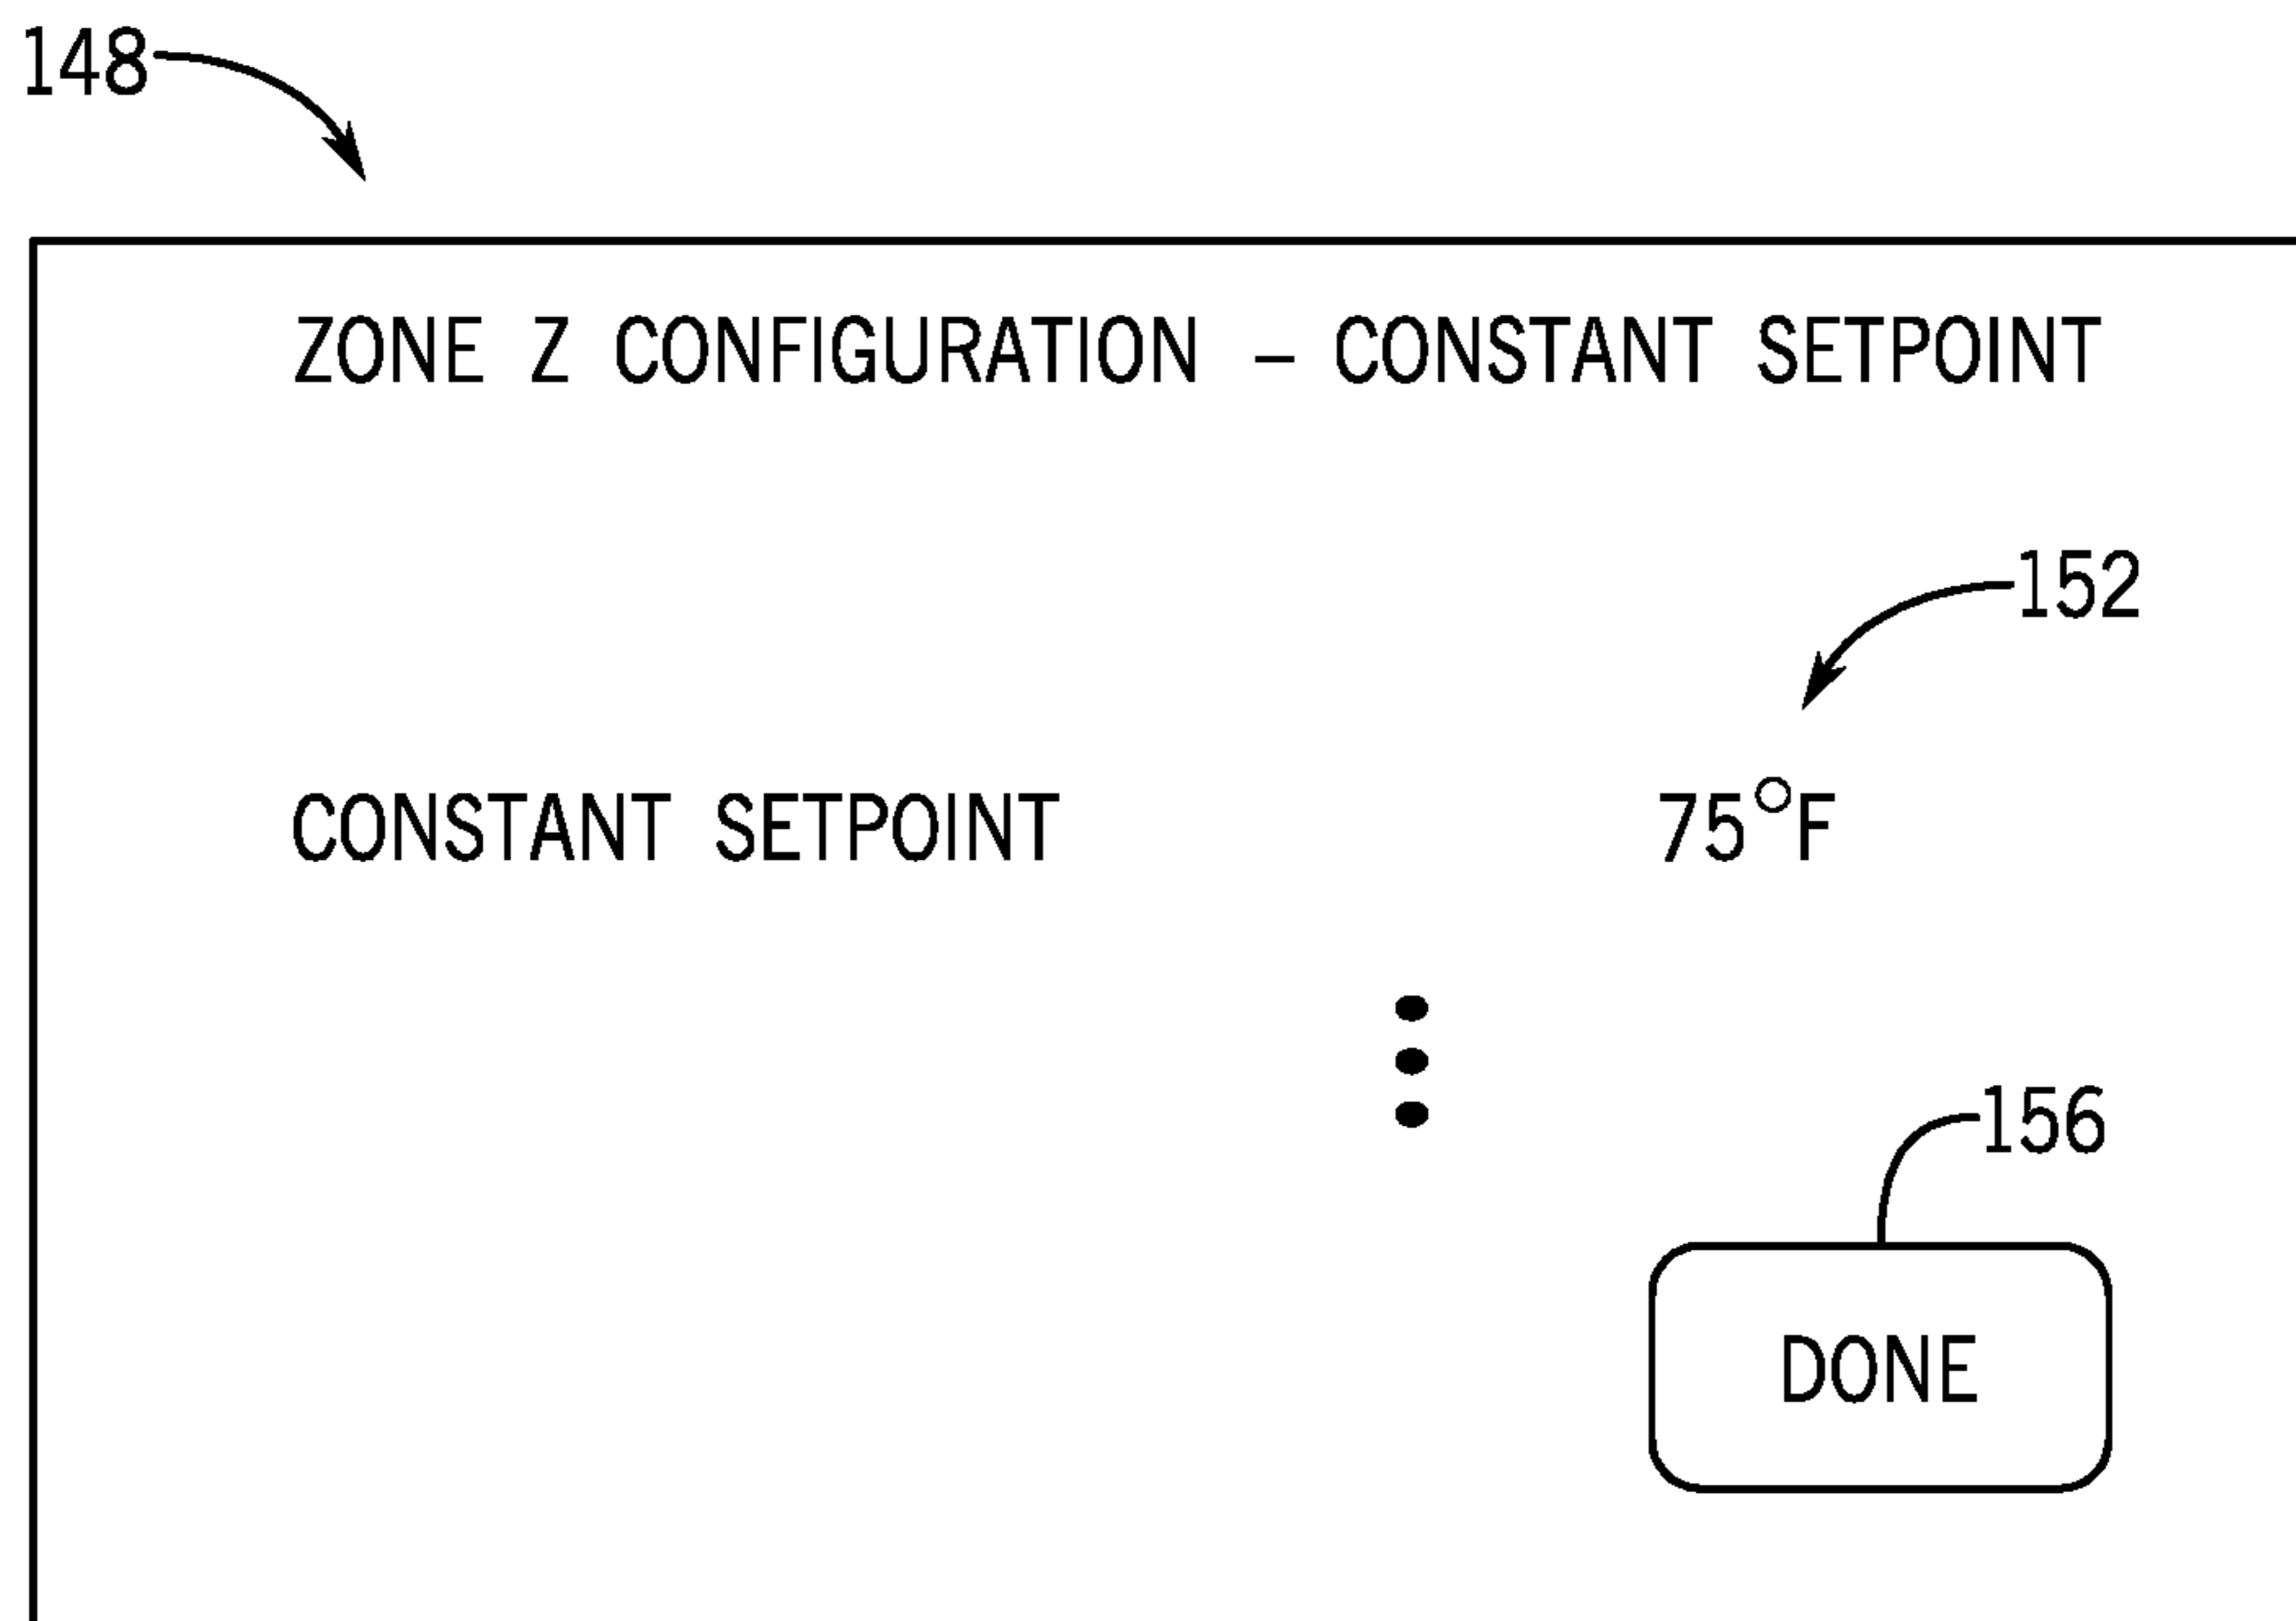 148
ZONE Z CONFIGURATION – CONSTANT SETPOINT
152
CONSTANT SETPOINT 75°F
156
DONE